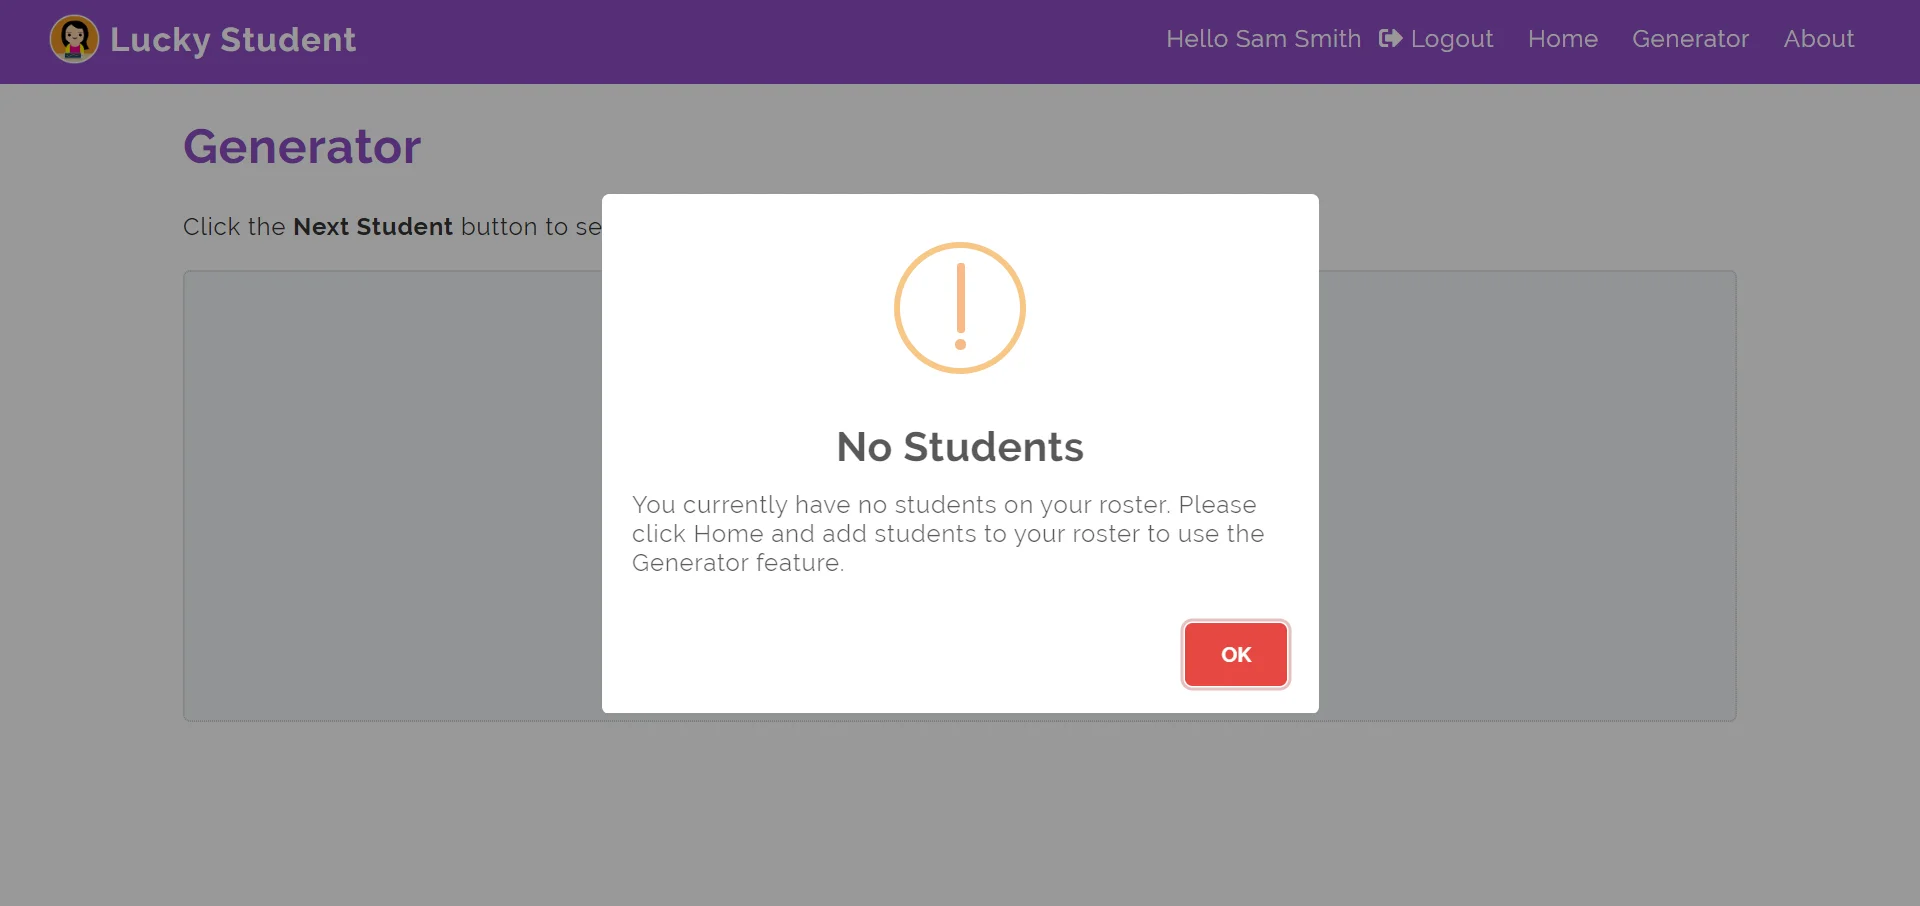 Lucky Student
Hello Sam Smith Logout Home Generator About
Generator
Click the Next Student button to se
No Students
You currently have no students on your roster. Please
click Home and add students to your roster to use the
Generator feature.
OK